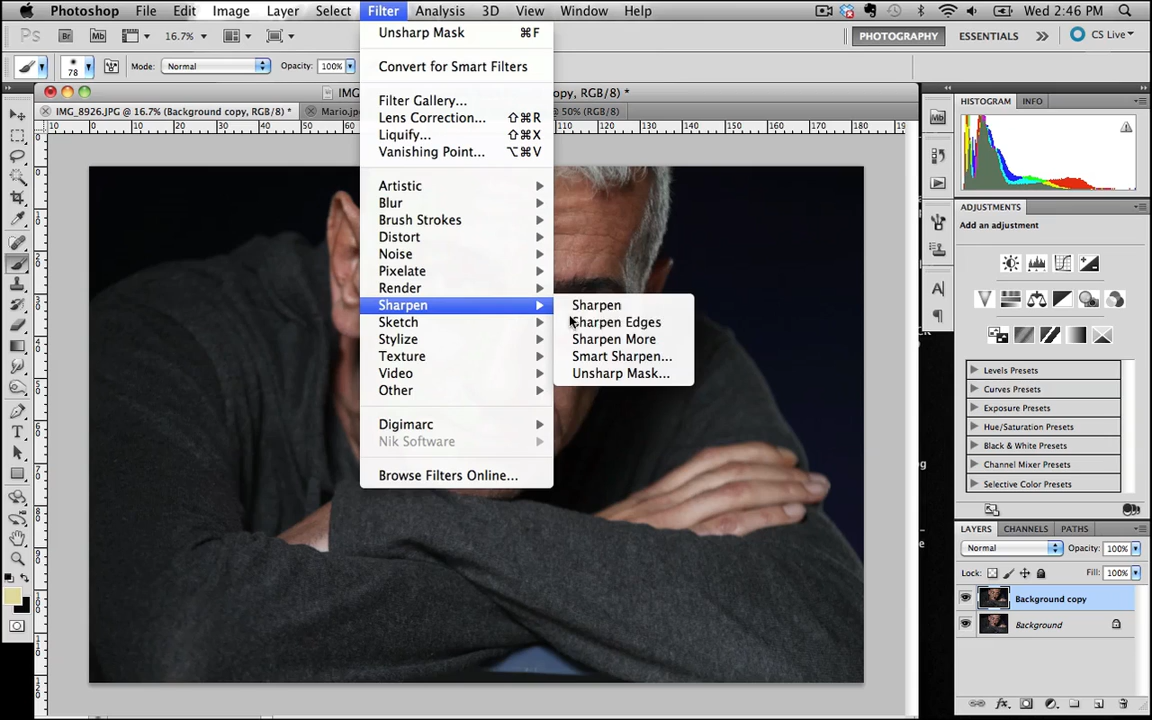 Photoshop File Edit Image Layer Select Filter Analysis 3D View Window Help Wed 2:46 PM
Ps Br Mb 16.7% PHOTOGRAPHY ESSENTIALS CS Live
78 Mode: Normal Opacity: 100%
copy, RGB/8) *
IMG_8926.JPG @ 16.7% (Background copy, RGB/8) * @ 50% (RGB/8)
Unsharp Mask ⌘F
Convert for Smart Filters
Filter Gallery...
Lens Correction... ⇧⌘R
Liquify... ⇧⌘X
Vanishing Point... ⌥⌘V
Artistic
Blur
Brush Strokes
Distort
Noise
Pixelate
Render
Sharpen
Sketch
Stylize
Texture
Video
Other
Digimarc
Nik Software
Browse Filters Online...
Sharpen
Sharpen Edges
Sharpen More
Smart Sharpen...
Unsharp Mask...
HISTOGRAM INFO
ADJUSTMENTS
Add an adjustment
Levels Presets
Curves Presets
Exposure Presets
Hue/Saturation Presets
Black & White Presets
Channel Mixer Presets
Selective Color Presets
LAYERS CHANNELS PATHS
Normal Opacity: 100%
Lock: Fill: 100%
Background copy
Background